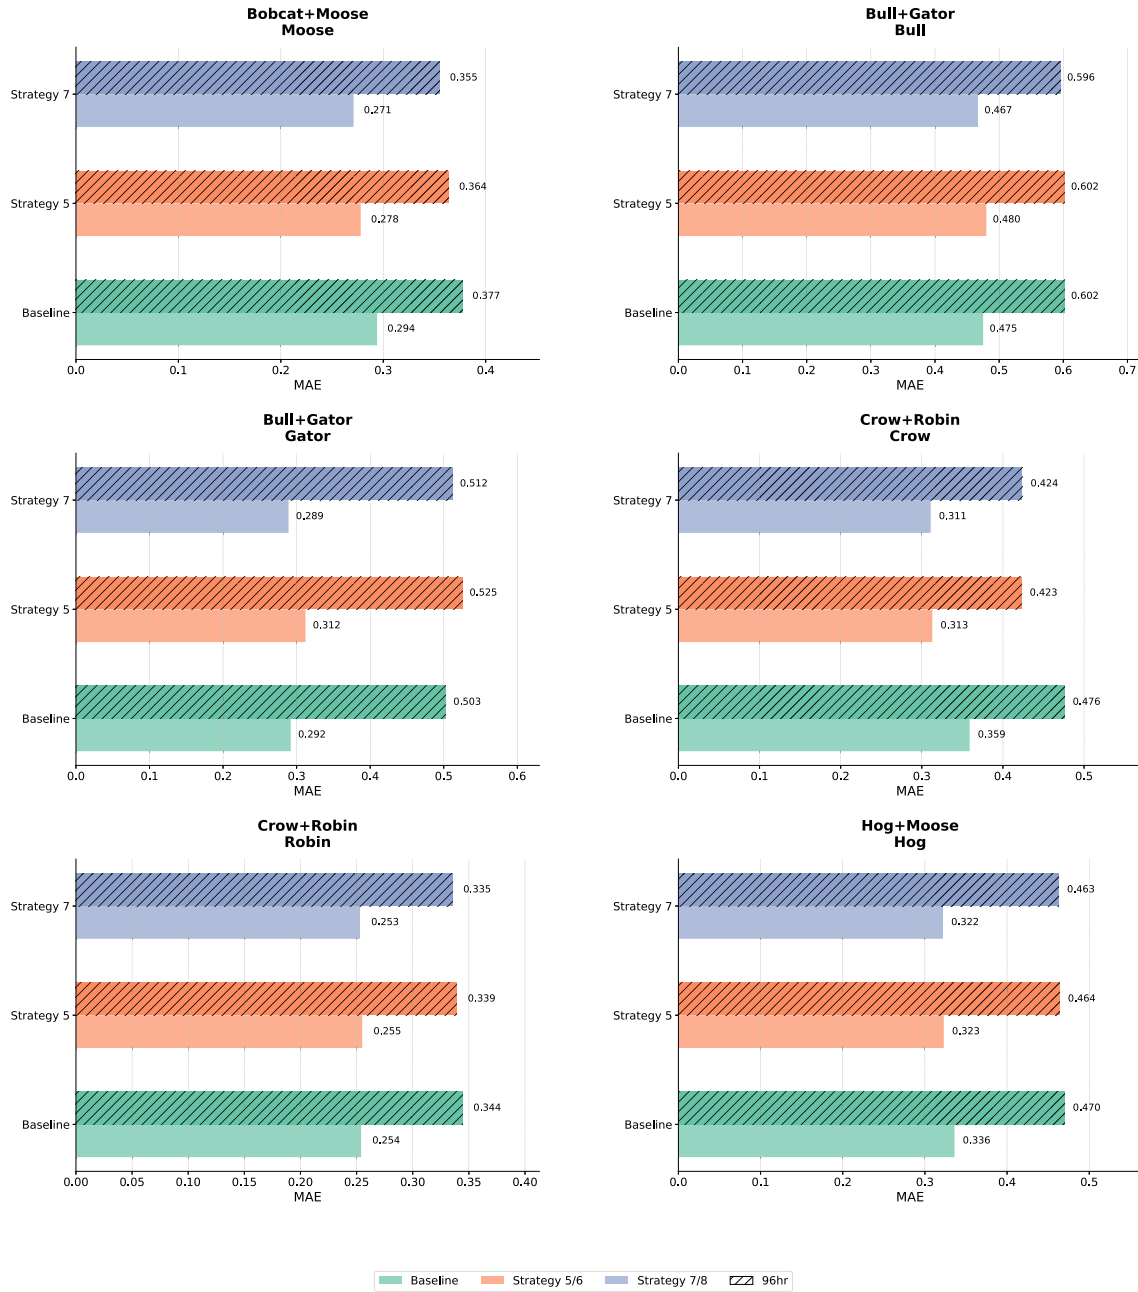 Bobcat+Moose
Moose
Strategy 7
0.355
0.271
Strategy 5
0.364
0.278
Baseline
0.377
0.294
0.0 0.1 0.2 0.3 0.4
MAE
Bull+Gator
Bull
Strategy 7
0.596
0.467
Strategy 5
0.602
0.480
Baseline
0.602
0.475
0.0 0.1 0.2 0.3 0.4 0.5 0.6 0.7
MAE
Bull+Gator
Gator
Strategy 7
0.512
0.289
Strategy 5
0.525
0.312
Baseline
0.503
0.292
0.0 0.1 0.2 0.3 0.4 0.5 0.6
MAE
Crow+Robin
Crow
Strategy 7
0.424
0.311
Strategy 5
0.423
0.313
Baseline
0.476
0.359
0.0 0.1 0.2 0.3 0.4 0.5
MAE
Crow+Robin
Robin
Strategy 7
0.335
0.253
Strategy 5
0.339
0.255
Baseline
0.344
0.254
0.00 0.05 0.10 0.15 0.20 0.25 0.30 0.35 0.40
MAE
Hog+Moose
Hog
Strategy 7
0.463
0.322
Strategy 5
0.464
0.323
Baseline
0.470
0.336
0.0 0.1 0.2 0.3 0.4 0.5
MAE
Baseline Strategy 5/6 Strategy 7/8 96hr